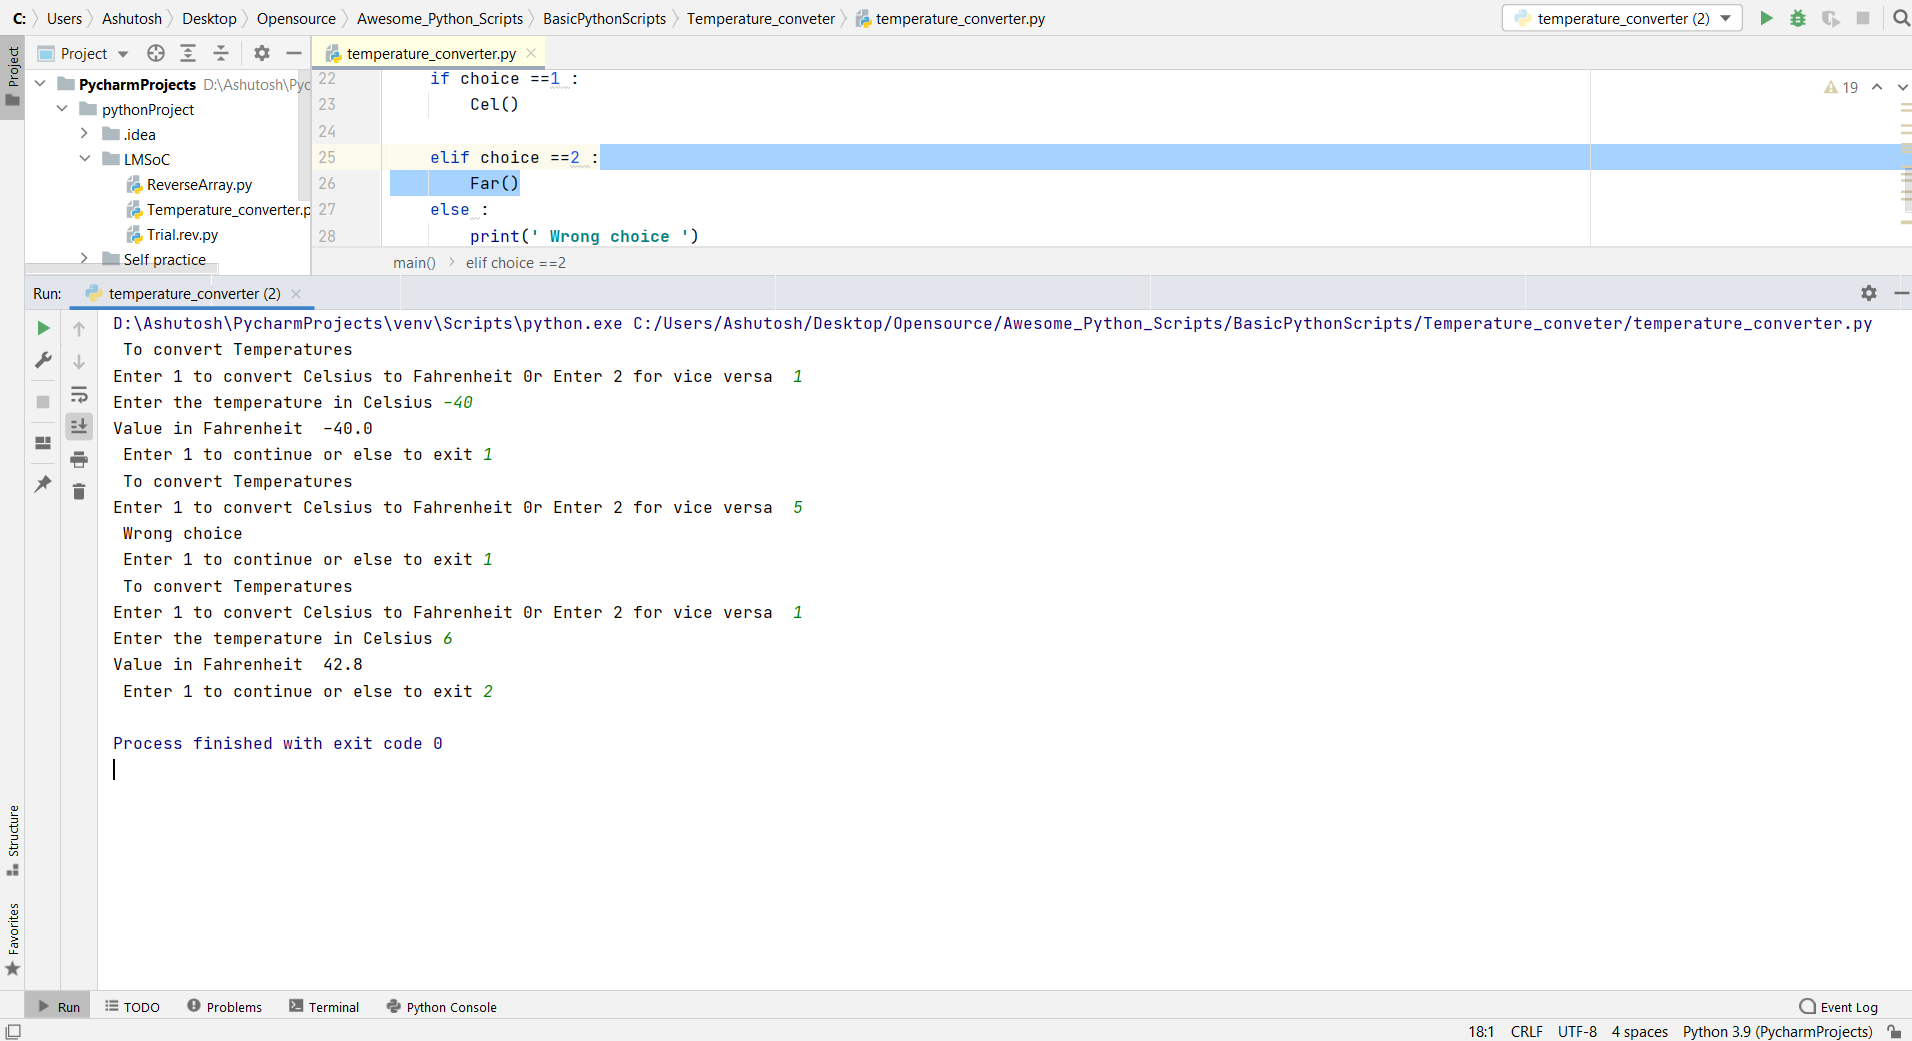 C: Users Ashutosh Desktop Opensource Awesome_Python_Scripts BasicPythonScripts Temperature_conveter temperature_converter.py temperature_converter (2)
Project temperature_converter.py
Project
PycharmProjects D:\Ashutosh\Pyc
pythonProject
.idea
LMSoC
ReverseArray.py
Temperature_converter.p
Trial.rev.py
Self practice
22 if choice ==1 :
23 Cel()
24
25 elif choice ==2 :
26 Far()
27 else :
28 print(' Wrong choice ')
19
main() elif choice ==2
Run: temperature_converter (2)
D:\Ashutosh\PycharmProjects\venv\Scripts\python.exe C:/Users/Ashutosh/Desktop/Opensource/Awesome_Python_Scripts/BasicPythonScripts/Temperature_conveter/temperature_converter.py
To convert Temperatures
Enter 1 to convert Celsius to Fahrenheit 0r Enter 2 for vice versa 1
Enter the temperature in Celsius -40
Value in Fahrenheit -40.0
Enter 1 to continue or else to exit 1
To convert Temperatures
Enter 1 to convert Celsius to Fahrenheit 0r Enter 2 for vice versa 5
Wrong choice
Enter 1 to continue or else to exit 1
To convert Temperatures
Enter 1 to convert Celsius to Fahrenheit 0r Enter 2 for vice versa 1
Enter the temperature in Celsius 6
Value in Fahrenheit 42.8
Enter 1 to continue or else to exit 2
Process finished with exit code 0
Structure
Favorites
Run TODO Problems Terminal Python Console Event Log
18:1 CRLF UTF-8 4 spaces Python 3.9 (PycharmProjects)